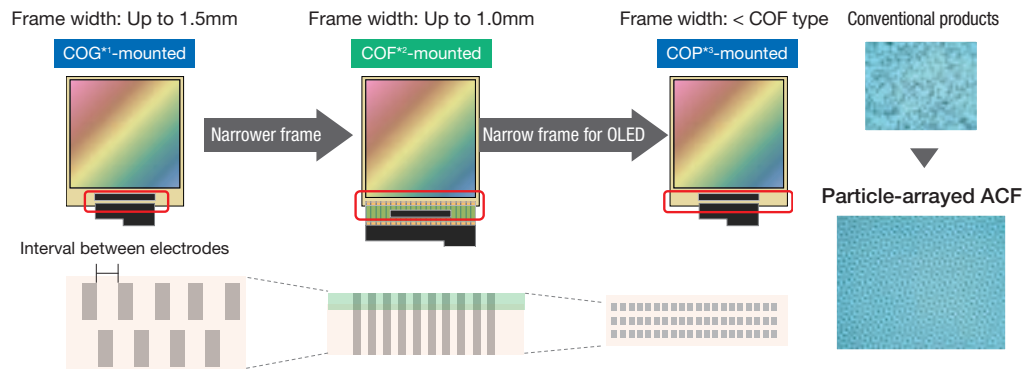 Frame width: Up to 1.5mm
COG*1-mounted
Frame width: Up to 1.0mm
COF*2-mounted
Frame width: < COF type
COP*3-mounted
Conventional products
Narrower frame
Narrow frame for OLED
Particle-arrayed ACF
Interval between electrodes